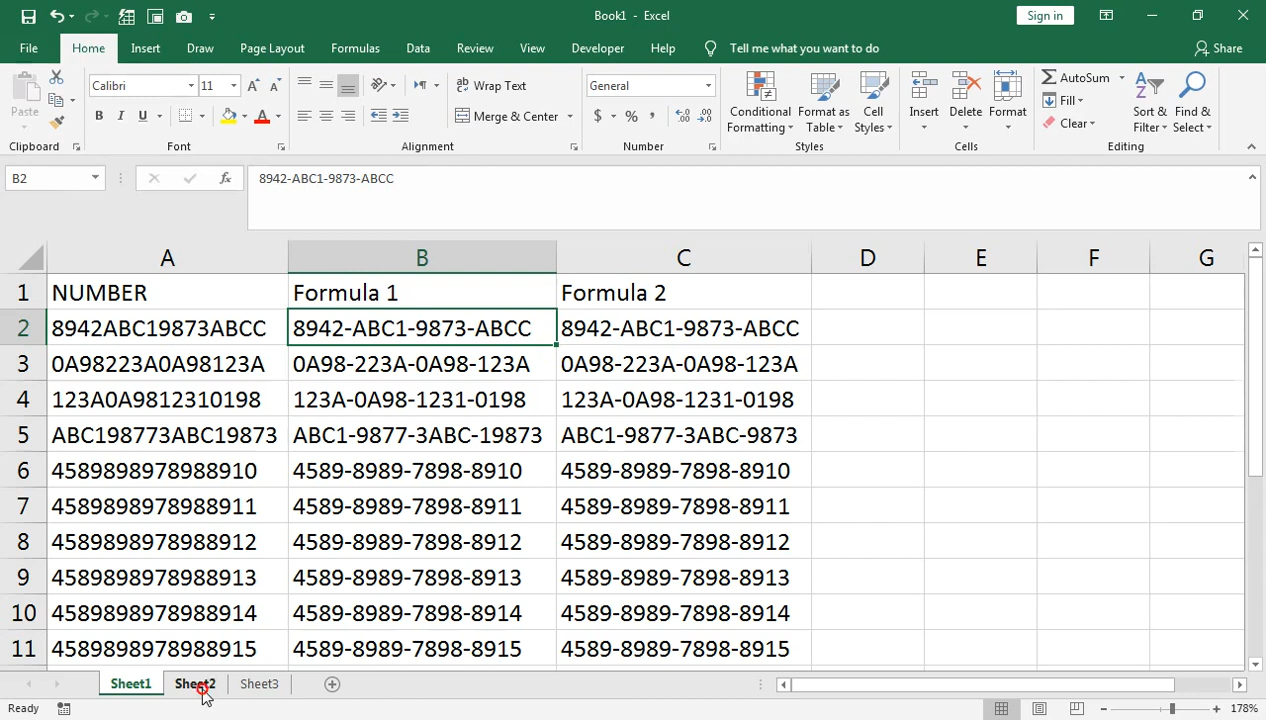 Book1 - Excel
Sign in
File Home Insert Draw Page Layout Formulas Data Review View Developer Help Tell me what you want to do Share
Paste
Clipboard
Calibri 11
B I U A
Font
Wrap Text
Merge & Center
Alignment
General
$ % ,
Number
Conditional Formatting
Format as Table
Cell Styles
Styles
Insert
Delete
Format
Cells
AutoSum
Fill
Clear
Sort & Filter
Find & Select
Editing
B2 fx 8942-ABC1-9873-ABCC
A B C D E F G
1 NUMBER Formula 1 Formula 2
2 8942ABC19873ABCC 8942-ABC1-9873-ABCC 8942-ABC1-9873-ABCC
3 0A98223A0A98123A 0A98-223A-0A98-123A 0A98-223A-0A98-123A
4 123A0A9812310198 123A-0A98-1231-0198 123A-0A98-1231-0198
5 ABC198773ABC19873 ABC1-9877-3ABC-19873 ABC1-9877-3ABC-9873
6 4589898978988910 4589-8989-7898-8910 4589-8989-7898-8910
7 4589898978988911 4589-8989-7898-8911 4589-8989-7898-8911
8 4589898978988912 4589-8989-7898-8912 4589-8989-7898-8912
9 4589898978988913 4589-8989-7898-8913 4589-8989-7898-8913
10 4589898978988914 4589-8989-7898-8914 4589-8989-7898-8914
11 4589898978988915 4589-8989-7898-8915 4589-8989-7898-8915
Sheet1 Sheet2 Sheet3
Ready 178%